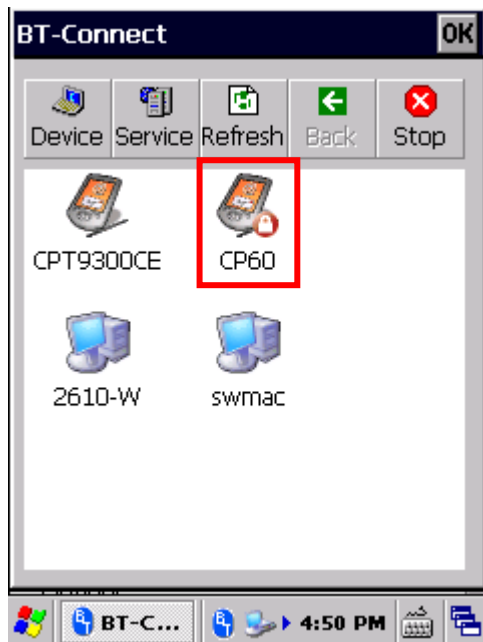 BT-Connect OK
Device Service Refresh Back Stop
CPT9300CE CP60
2610-W swmac
BT-C... 4:50 PM